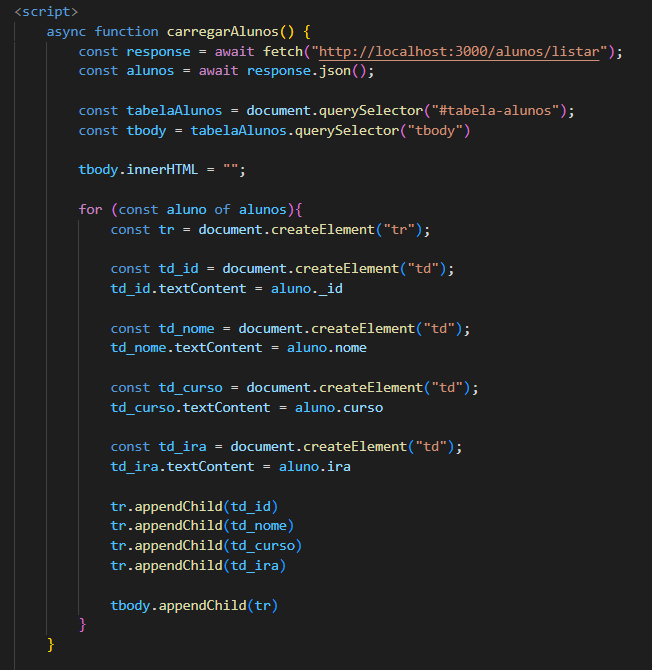 <script>
async function carregarAlunos() {
const response = await fetch("http://localhost:3000/alunos/listar");
const alunos = await response.json();
const tabelaAlunos = document.querySelector("#tabela-alunos");
const tbody = tabelaAlunos.querySelector("tbody")
tbody.innerHTML = "";
for (const aluno of alunos){
const tr = document.createElement("tr");
const td_id = document.createElement("td");
td_id.textContent = aluno._id
const td_nome = document.createElement("td");
td_nome.textContent = aluno.nome
const td_curso = document.createElement("td");
td_curso.textContent = aluno.curso
const td_ira = document.createElement("td");
td_ira.textContent = aluno.ira
tr.appendChild(td_id)
tr.appendChild(td_nome)
tr.appendChild(td_curso)
tr.appendChild(td_ira)
tbody.appendChild(tr)
}
}